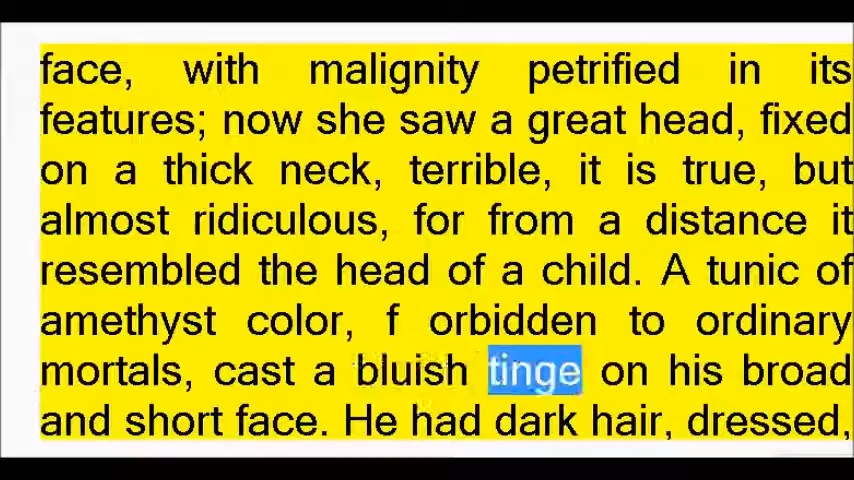 face, with malignity petrified in its
features; now she saw a great head, fixed
on a thick neck, terrible, it is true, but
almost ridiculous, for from a distance it
resembled the head of a child. A tunic of
amethyst color, f orbidden to ordinary
mortals, cast a bluish tinge on his broad
and short face. He had dark hair, dressed,